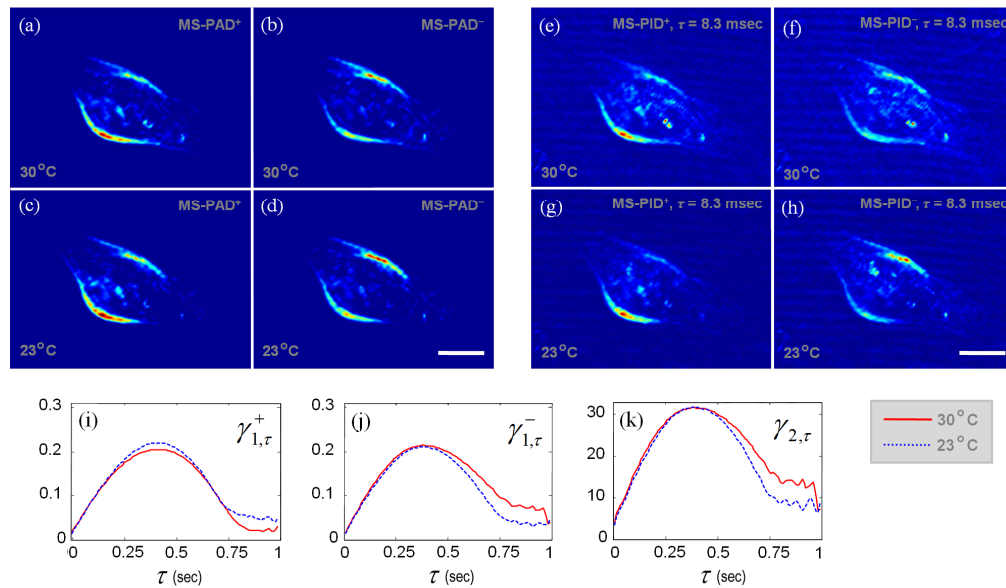 (a) MS-PAD⁺
(b) MS-PAD⁻
(e) MS-PID⁺, τ = 8.3 msec
(f) MS-PID⁻, τ = 8.3 msec
30°C
30°C
30°C
30°C
(c) MS-PAD⁺
(d) MS-PAD⁻
(g) MS-PID⁺, τ = 8.3 msec
(h) MS-PID⁻, τ = 8.3 msec
23°C
23°C
23°C
23°C
(i) γ⁺₁,τ
0.3
0.2
0.1
0
0 0.25 0.5 0.75 1
τ (sec)
(j) γ⁻₁,τ
0.3
0.2
0.1
0
0 0.25 0.5 0.75 1
τ (sec)
(k) γ₂,τ
30
20
10
0
0 0.25 0.5 0.75 1
τ (sec)
30°C
23°C